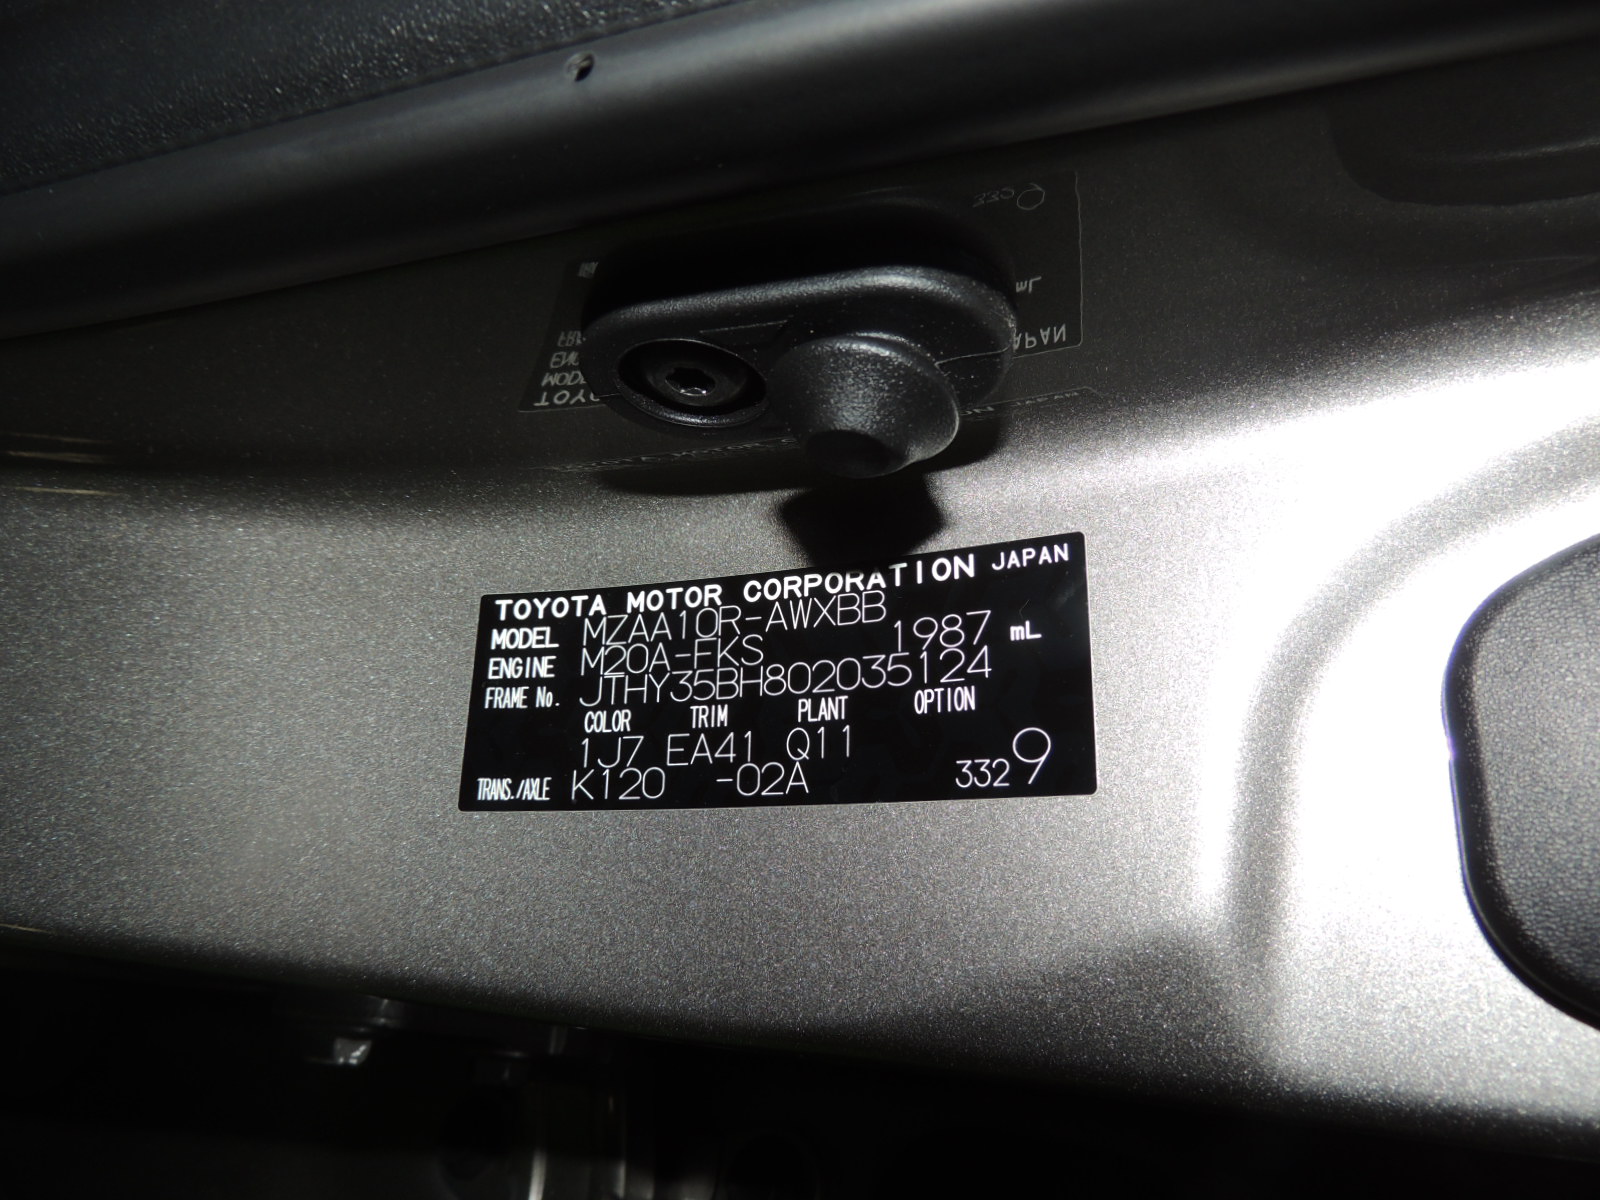 TOYOTA MOTOR CORPORATION JAPAN
MODEL MZAA10R-AWXBB
ENGINE M20A-FKS 1987 mL
FRAME No. JTHY35BH802035124
COLOR TRIM PLANT OPTION
1J7 EA41 Q11
TRANS./AXLE K120 -02A 3329